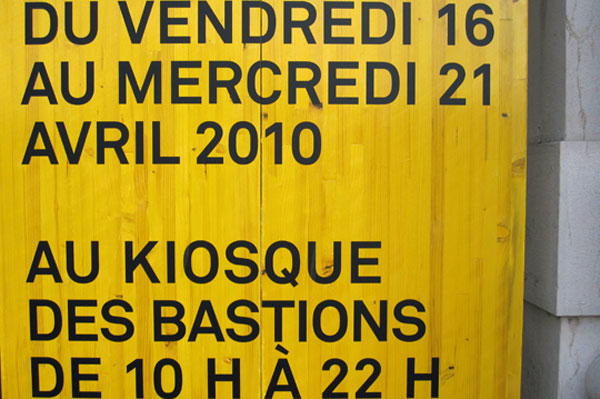 DU VENDREDI 16
AU MERCREDI 21
AVRIL 2010
AU KIOSQUE
DES BASTIONS
DE 10 H À 22 H